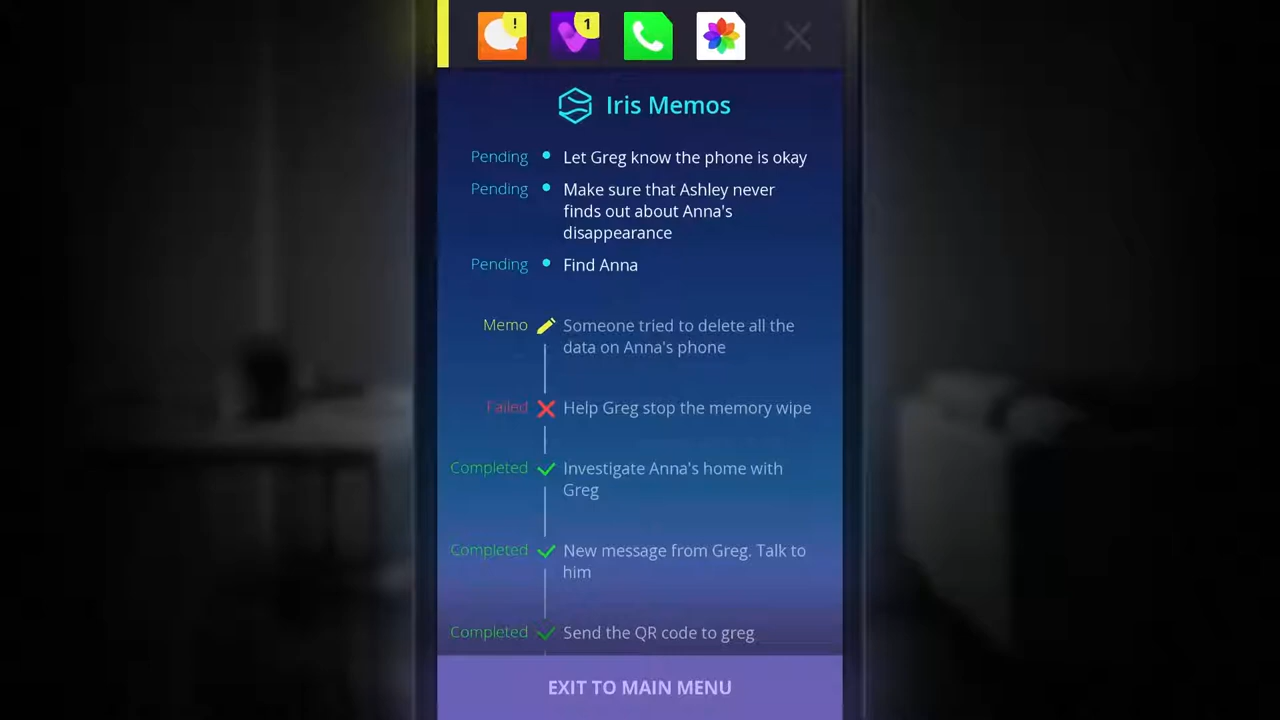 !
1
Iris Memos
Pending Let Greg know the phone is okay
Pending Make sure that Ashley never
finds out about Anna's
disappearance
Pending Find Anna
Memo Someone tried to delete all the
data on Anna's phone
Failed Help Greg stop the memory wipe
Completed Investigate Anna's home with
Greg
Completed New message from Greg. Talk to
him
Completed Send the QR code to greg
EXIT TO MAIN MENU